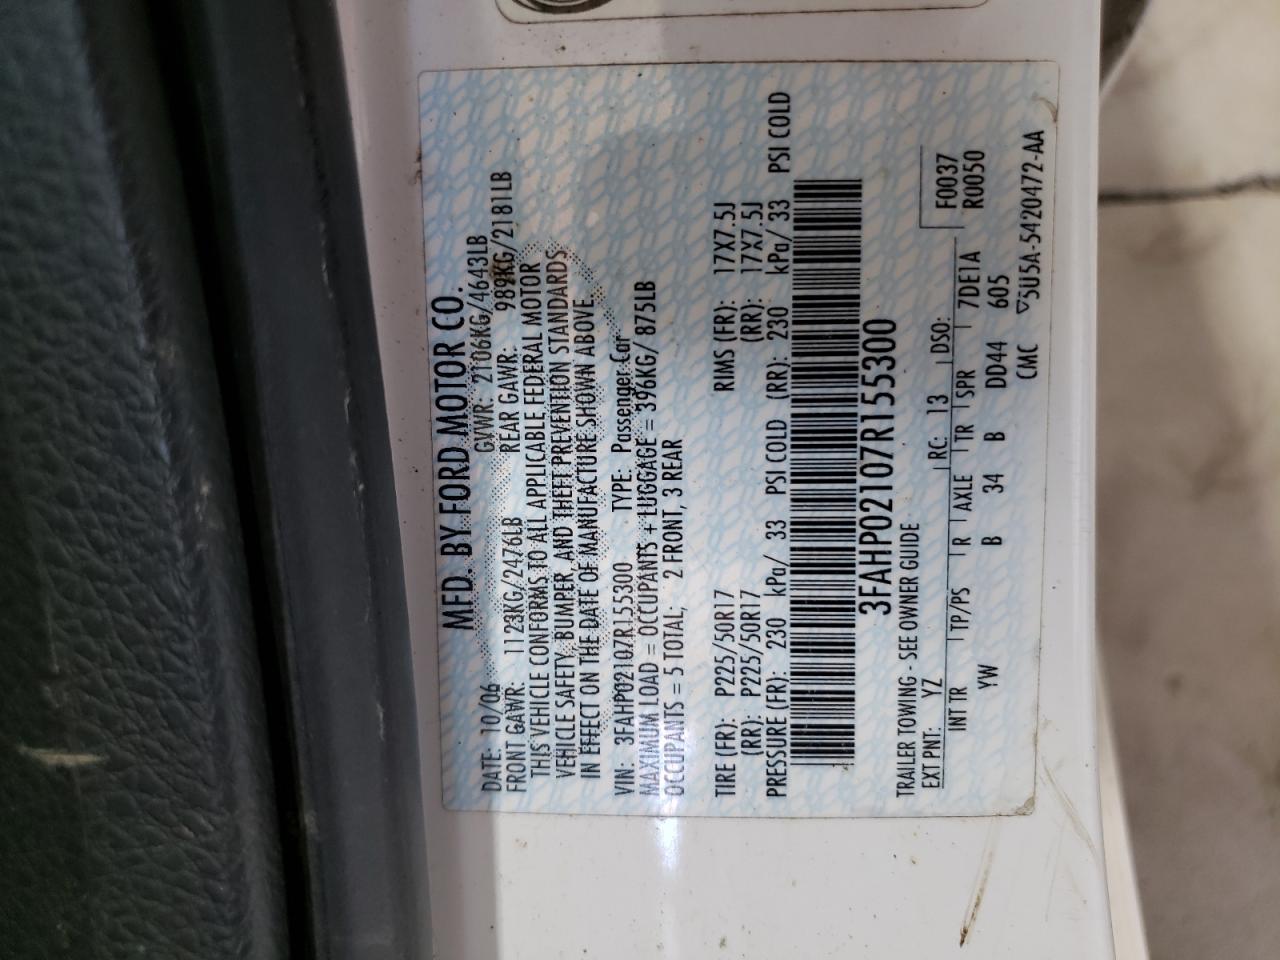 MFD. BY FORD MOTOR CO.
DATE: 10/06 GVWR: 2106KG/4643LB
FRONT GAWR: 1123KG/2476LB REAR GAWR: 989KG/2181LB
THIS VEHICLE CONFORMS TO ALL APPLICABLE FEDERAL MOTOR
VEHICLE SAFETY, BUMPER, AND THEFT PREVENTION STANDARDS
IN EFFECT ON THE DATE OF MANUFACTURE SHOWN ABOVE.
VIN: 3FAHP02107R155300 TYPE: Passenger Car
MAXIMUM LOAD = OCCUPANTS + LUGGAGE = 396KG/ 875LB
OCCUPANTS = 5 TOTAL, 2 FRONT, 3 REAR
TIRE (FR): P225/50R17 RIMS (FR): 17X7.5J
(RR): P225/50R17 (RR): 17X7.5J
PRESSURE (FR): 230 kPa/ 33 PSI COLD (RR): 230 kPa/ 33 PSI COLD
3FAHP02107R155300
TRAILER TOWING - SEE OWNER GUIDE
EXT PNT: YZ RC: 13 DSO: F0037
INT TR TP/PS R AXLE TR SPR 7DE1A R0050
YW B 34 B DD44 605
CMC ▽5U5A-5420472-AA